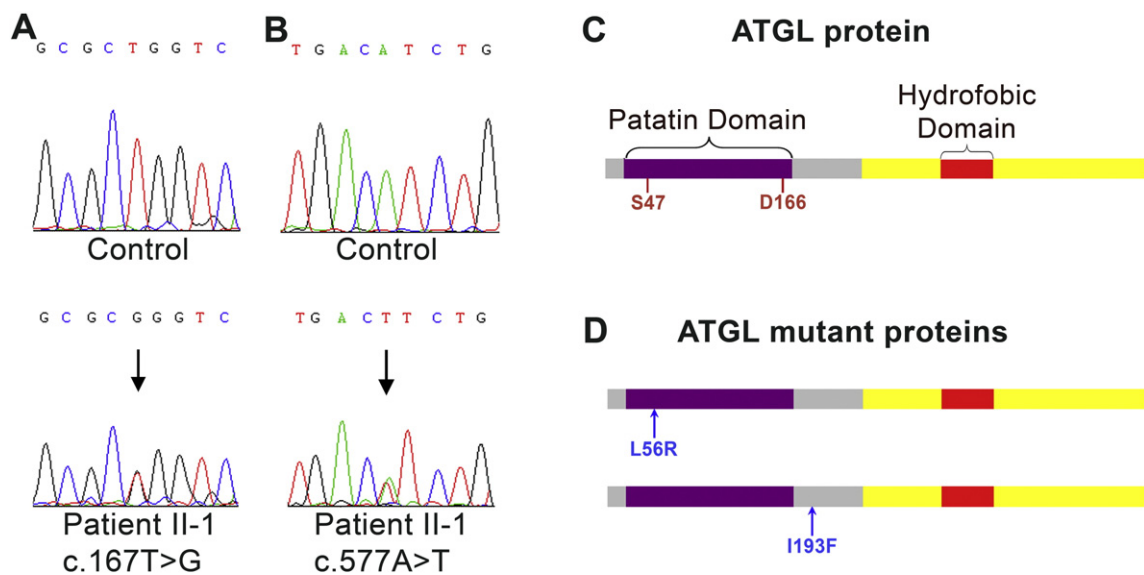 A
G C G C T G G T C
Control
G C G C G G G T C
Patient II-1
c.167T>G
B
T G A C A T C T G
Control
T G A C T T C T G
Patient II-1
c.577A>T
C
ATGL protein
Patatin Domain
Hydrofobic
Domain
S47
D166
D
ATGL mutant proteins
L56R
I193F